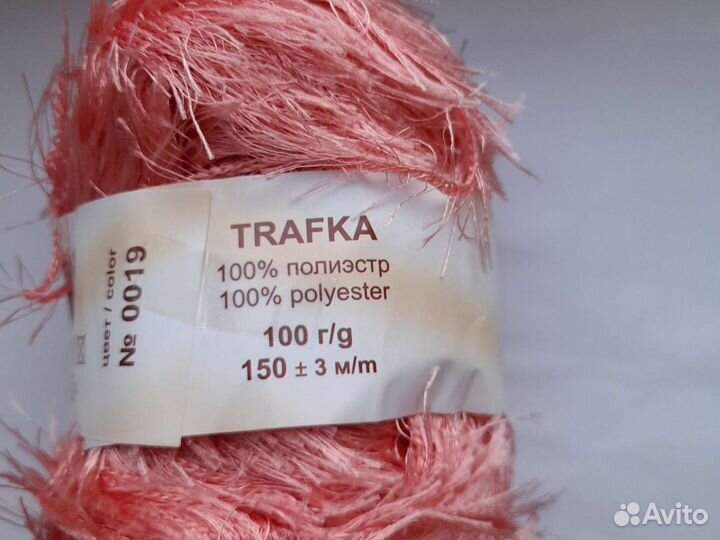 TRAFKA
100% полиэстр
100% polyester
100 г/g
150 ± 3 м/m
цвет / color
№ 0019
Avito